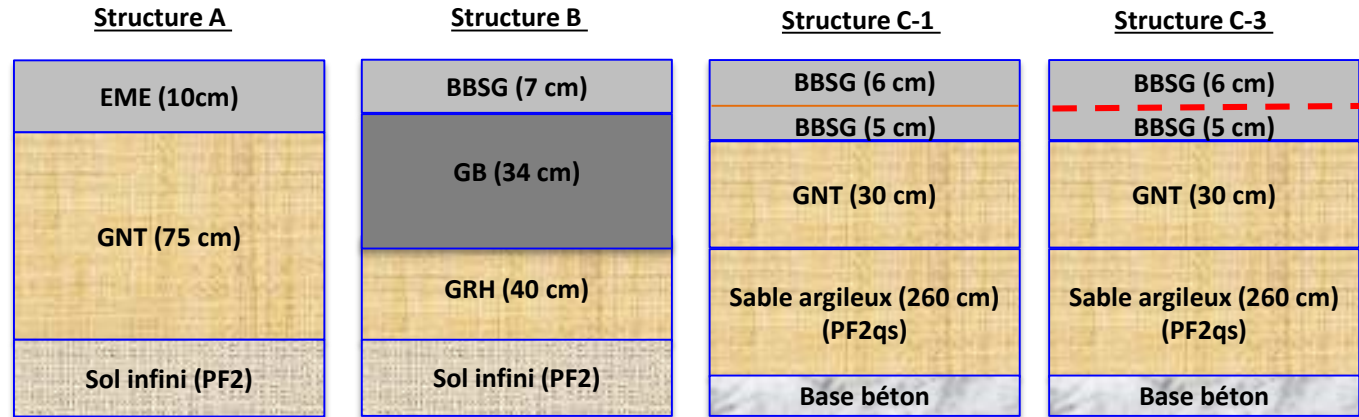 Structure A
EME (10cm)
GNT (75 cm)
Sol infini (PF2)
Structure B
BBSG (7 cm)
GB (34 cm)
GRH (40 cm)
Sol infini (PF2)
Structure C-1
BBSG (6 cm)
BBSG (5 cm)
GNT (30 cm)
Sable argileux (260 cm)
(PF2qs)
Base béton
Structure C-3
BBSG (6 cm)
BBSG (5 cm)
GNT (30 cm)
Sable argileux (260 cm)
(PF2qs)
Base béton